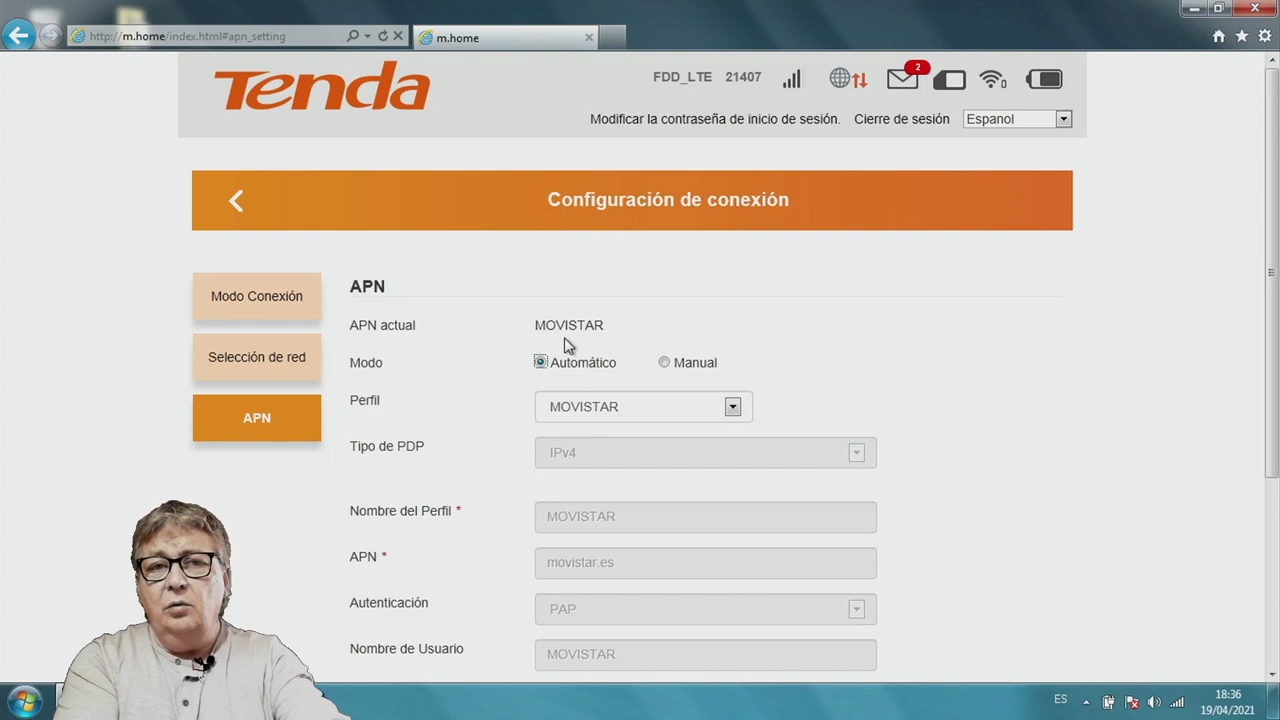 http://m.home/index.html#apn_setting
m.home
Tenda
FDD_LTE 21407
2
0
Modificar la contraseña de inicio de sesión. Cierre de sesión Espanol
Configuración de conexión
Modo Conexión
Selección de red
APN
APN
APN actual MOVISTAR
Modo Automático Manual
Perfil MOVISTAR
Tipo de PDP IPv4
Nombre del Perfil * MOVISTAR
APN * movistar.es
Autenticación PAP
Nombre de Usuario MOVISTAR
ES
18:36
19/04/2021